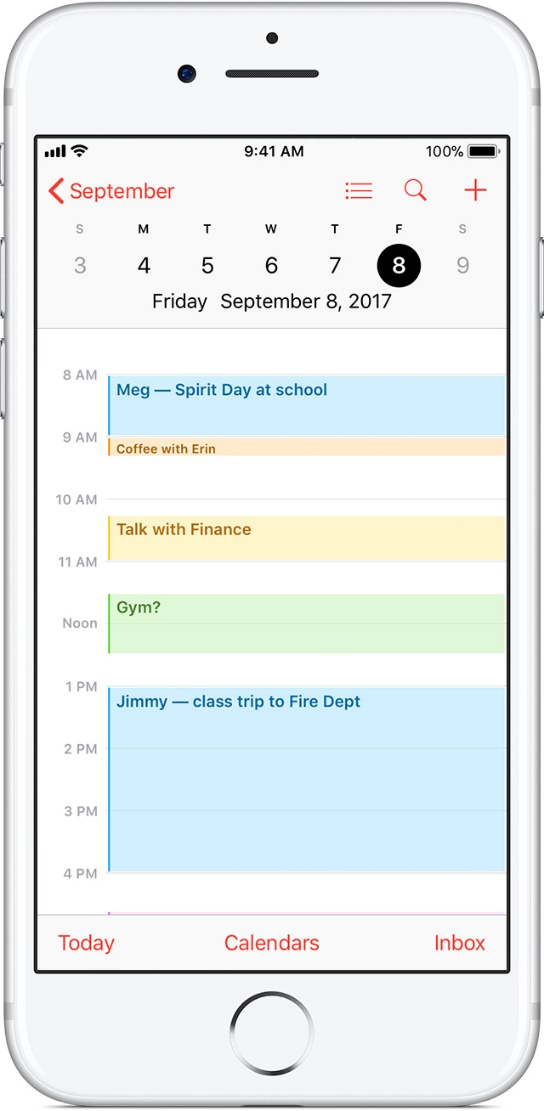 9:41 AM 100%
September
S M T W T F S
3 4 5 6 7 8 9
Friday September 8, 2017
8 AM
Meg — Spirit Day at school
9 AM
Coffee with Erin
10 AM
Talk with Finance
11 AM
Gym?
Noon
1 PM
Jimmy — class trip to Fire Dept
2 PM
3 PM
4 PM
Today Calendars Inbox